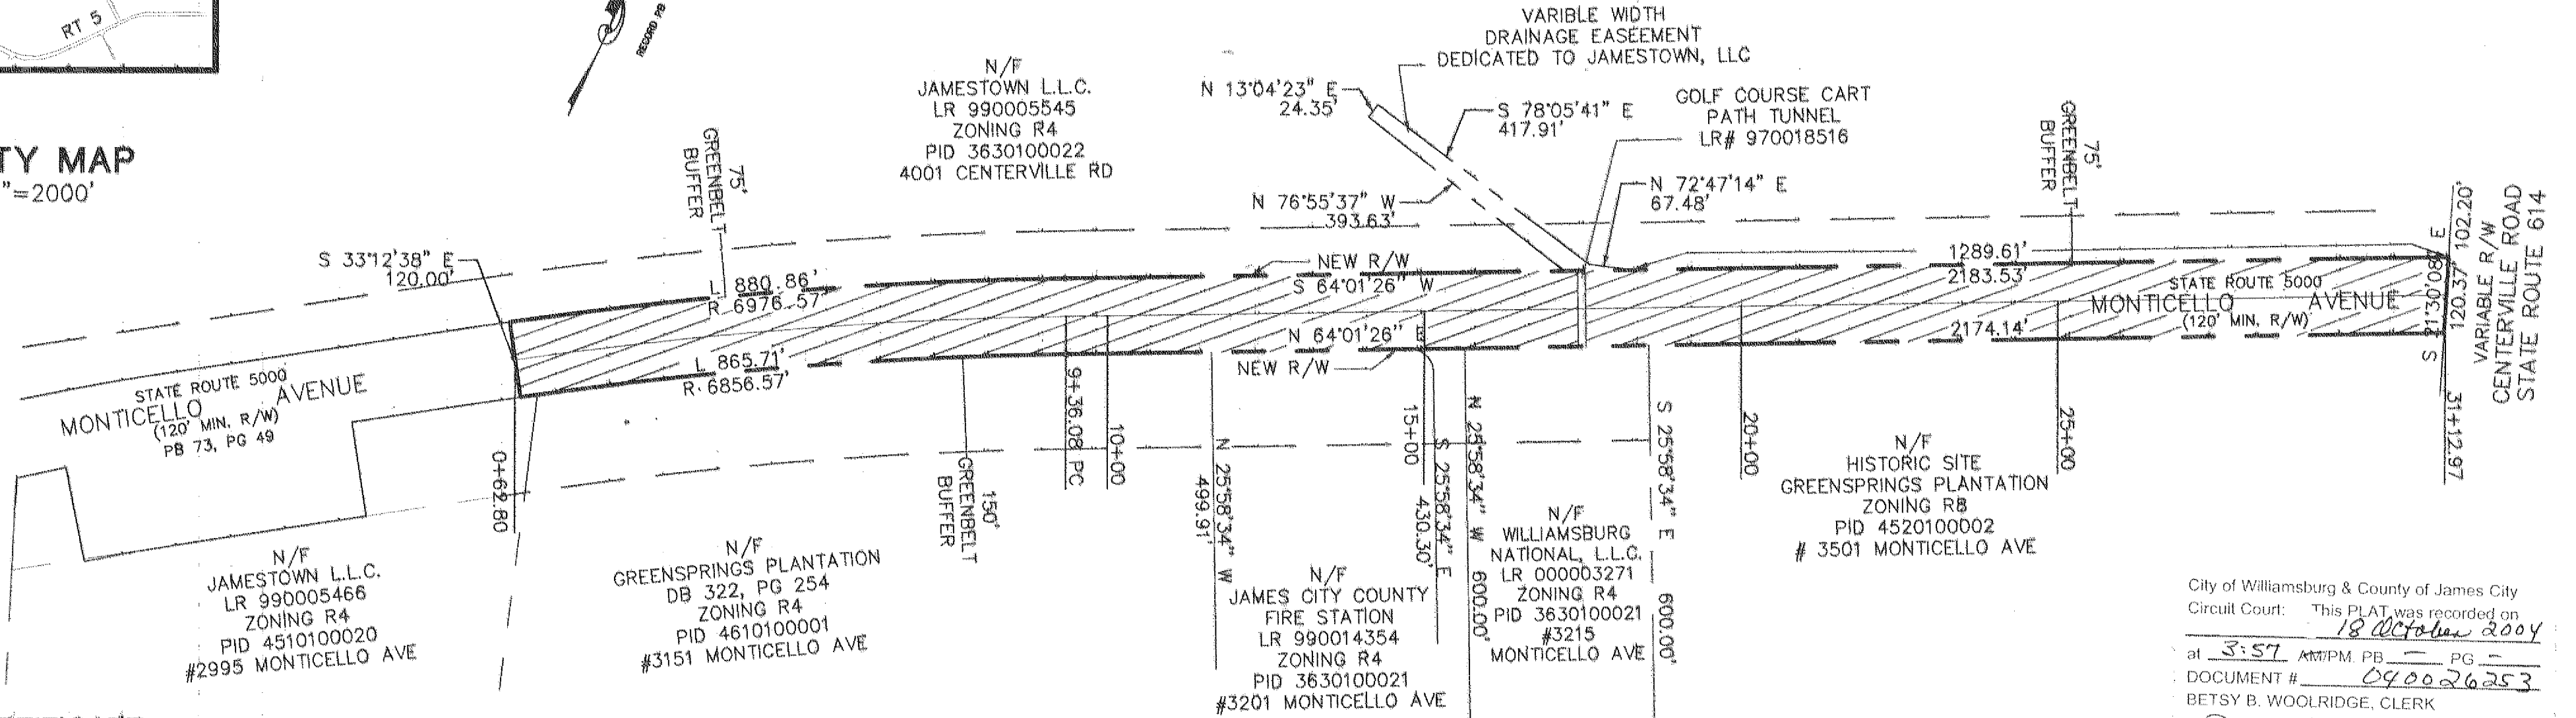 RT 5
TY MAP
"=2000'
RECORD PB
N/F
JAMESTOWN L.L.C.
LR 990005545
ZONING R4
PID 3630100022
4001 CENTERVILLE RD
VARIBLE WIDTH
DRAINAGE EASEEMENT
DEDICATED TO JAMESTOWN, LLC
N 13°04'23" E
24.35'
S 78°05'41" E
417.91'
GOLF COURSE CART
PATH TUNNEL
LR# 970018516
N 76°55'37" W
393.63'
N 72°47'14" E
67.48'
75'
GREENBELT
BUFFER
75'
GREENBELT
BUFFER
S 33°12'38" E
120.00'
L 880.86'
R 6976.57'
NEW R/W
S 64°01'26" W
1289.61'
2183.53'
STATE ROUTE 5000
MONTICELLO AVENUE
(120' MIN. R/W)
2174.14'
S 21°30'08" E
120.37' 102.20'
VARIABLE R/W
CENTERVILLE ROAD
STATE ROUTE 614
L 865.71'
R 6856.57'
N 64°01'26" E
NEW R/W
STATE ROUTE 5000
MONTICELLO AVENUE
(120' MIN. R/W)
PB 73, PG 49
0+62.80
150'
GREENBELT
BUFFER
9+36.08 PC
10+00
N 25°58'34" W
499.91'
15+00
S 25°58'34" E
430.30'
N 25°58'34" W 600.00'
S 25°58'34" E 600.00'
20+00
25+00
31+12.97
N/F
JAMESTOWN L.L.C.
LR 990005466
ZONING R4
PID 4510100020
#2995 MONTICELLO AVE
N/F
GREENSPRINGS PLANTATION
DB 322, PG 254
ZONING R4
PID 4610100001
#3151 MONTICELLO AVE
N/F
JAMES CITY COUNTY
FIRE STATION
LR 990014354
ZONING R4
PID 3630100021
#3201 MONTICELLO AVE
N/F
WILLIAMSBURG
NATIONAL, L.L.C.
LR 000003271
ZONING R4
PID 3630100021
#3215
MONTICELLO AVE
N/F
HISTORIC SITE
GREENSPRINGS PLANTATION
ZONING R8
PID 4520100002
# 3501 MONTICELLO AVE
City of Williamsburg & County of James City
Circuit Court: This PLAT was recorded on
18 October 2004
at 3:57 AM/PM. PB - PG -
DOCUMENT # 040026253
BETSY B. WOOLRIDGE, CLERK